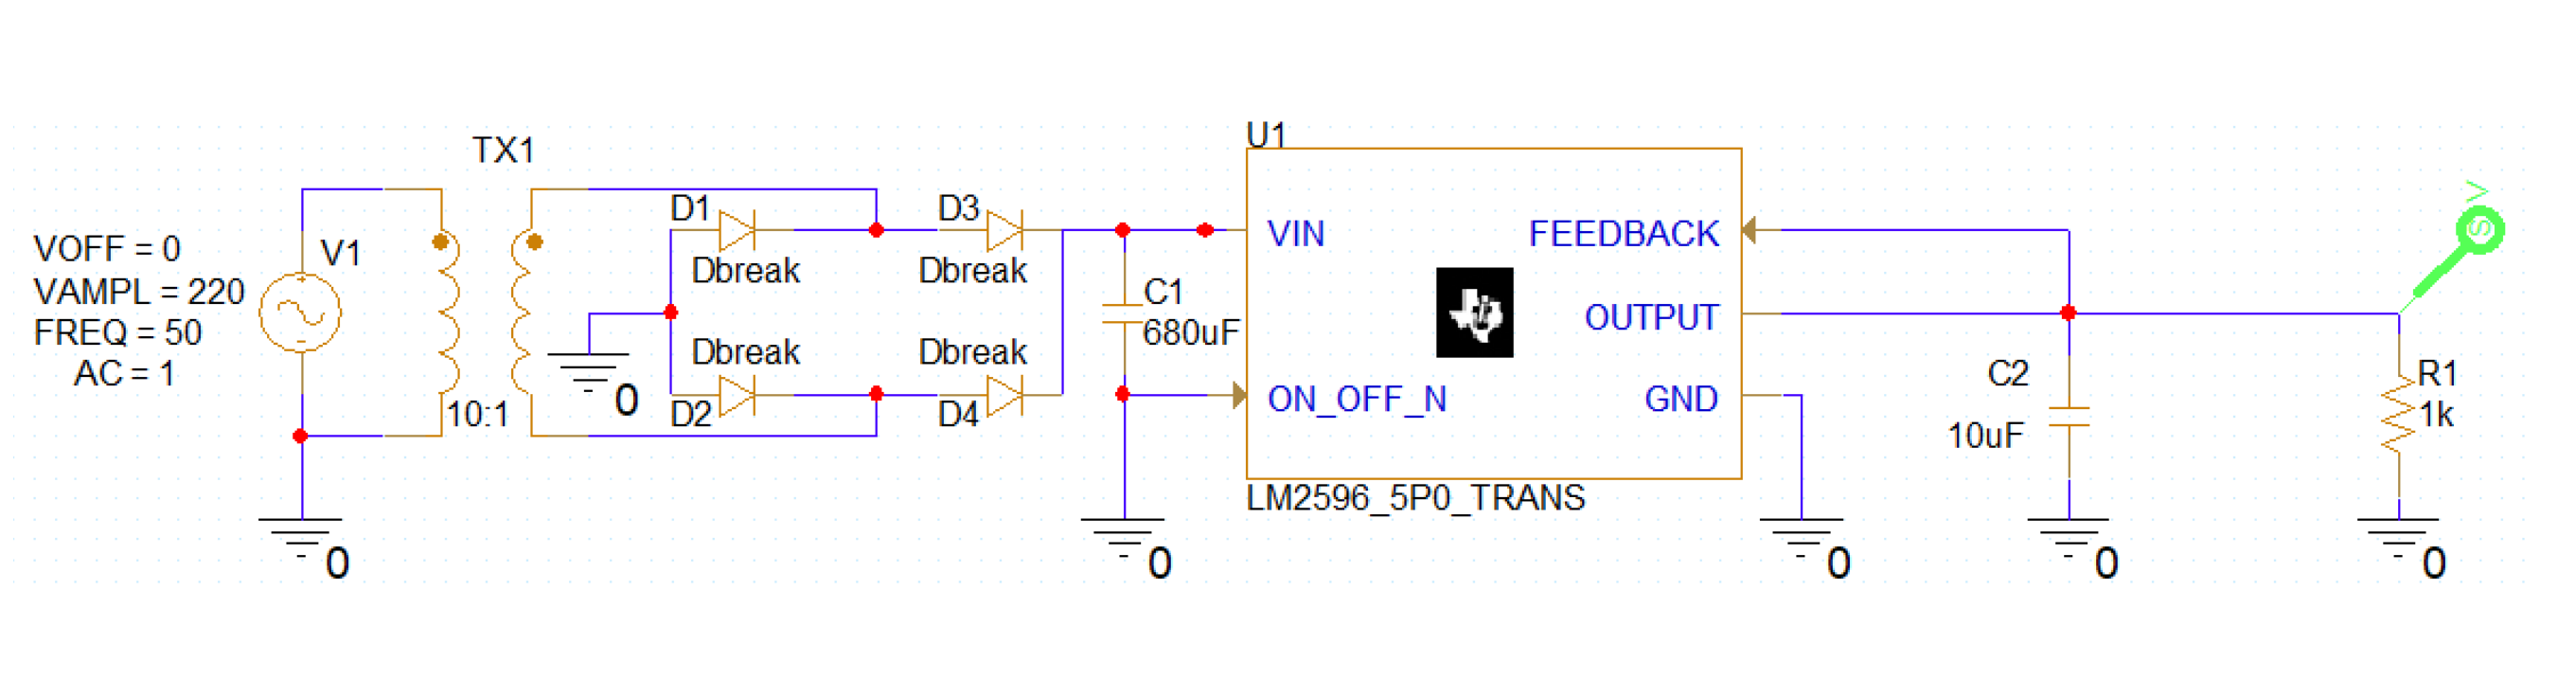 TX1
VOFF = 0
VAMPL = 220
FREQ = 50
AC = 1
V1
10:1
D1
Dbreak
D3
Dbreak
Dbreak
D2
Dbreak
D4
0
0
C1
680uF
0
U1
VIN
FEEDBACK
OUTPUT
ON_OFF_N
GND
LM2596_5P0_TRANS
0
C2
10uF
0
V
S
R1
1k
0